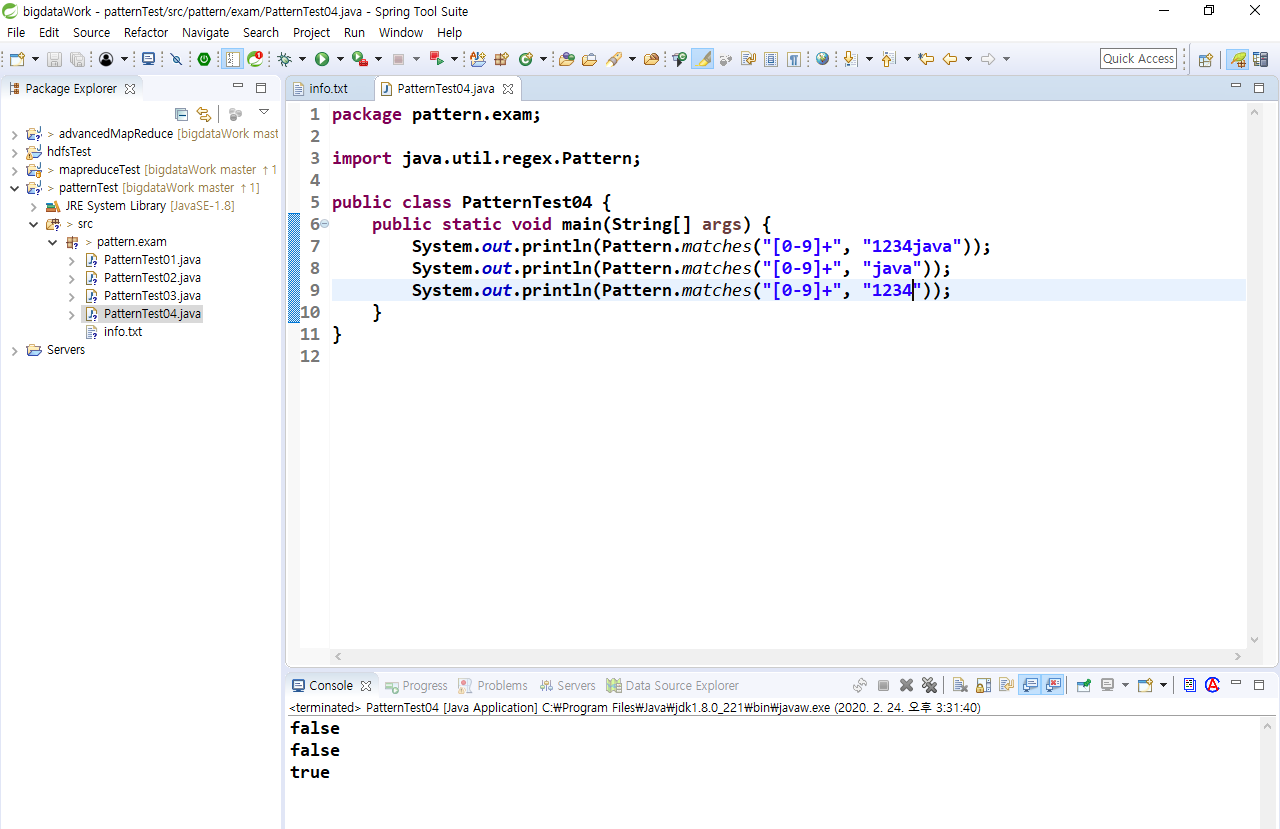 bigdataWork - patternTest/src/pattern/exam/PatternTest04.java - Spring Tool Suite
File Edit Source Refactor Navigate Search Project Run Window Help
Quick Access
Package Explorer
> advancedMapReduce [bigdataWork mast
hdfsTest
> mapreduceTest [bigdataWork master ↑1
> patternTest [bigdataWork master ↑1]
JRE System Library [JavaSE-1.8]
> src
> pattern.exam
PatternTest01.java
PatternTest02.java
PatternTest03.java
PatternTest04.java
info.txt
Servers
info.txt PatternTest04.java
1 package pattern.exam;
2
3 import java.util.regex.Pattern;
4
5 public class PatternTest04 {
6 public static void main(String[] args) {
7 System.out.println(Pattern.matches("[0-9]+", "1234java"));
8 System.out.println(Pattern.matches("[0-9]+", "java"));
9 System.out.println(Pattern.matches("[0-9]+", "1234"));
10 }
11 }
12
Console Progress Problems Servers Data Source Explorer
<terminated> PatternTest04 [Java Application] C:₩Program Files₩Java₩jdk1.8.0_221₩bin₩javaw.exe (2020. 2. 24. 오후 3:31:40)
false
false
true